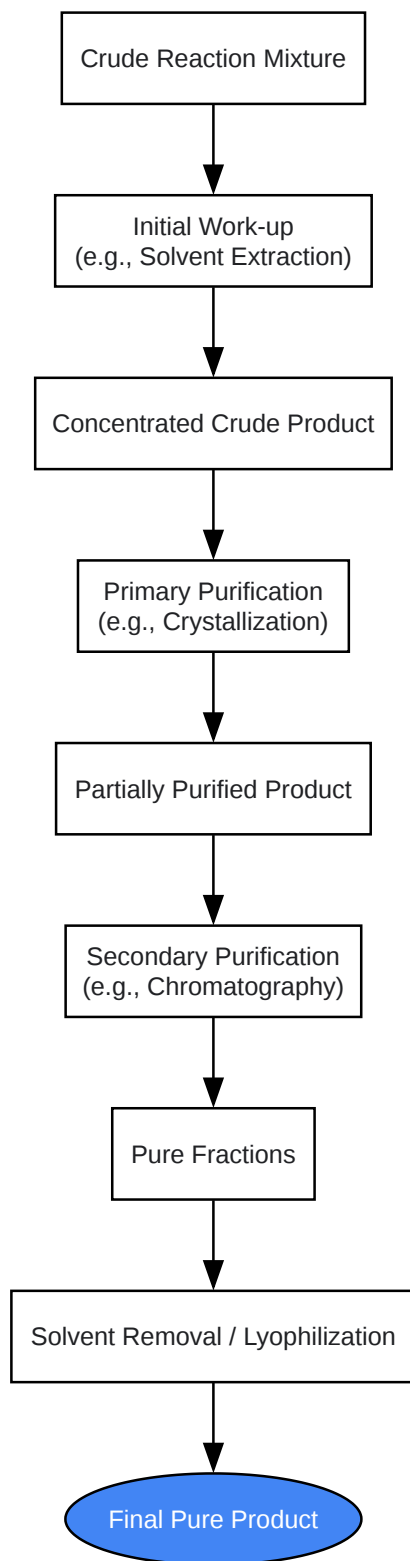 Crude Reaction Mixture
Initial Work-up
(e.g., Solvent Extraction)
Concentrated Crude Product
Primary Purification
(e.g., Crystallization)
Partially Purified Product
Secondary Purification
(e.g., Chromatography)
Pure Fractions
Solvent Removal / Lyophilization
Final Pure Product